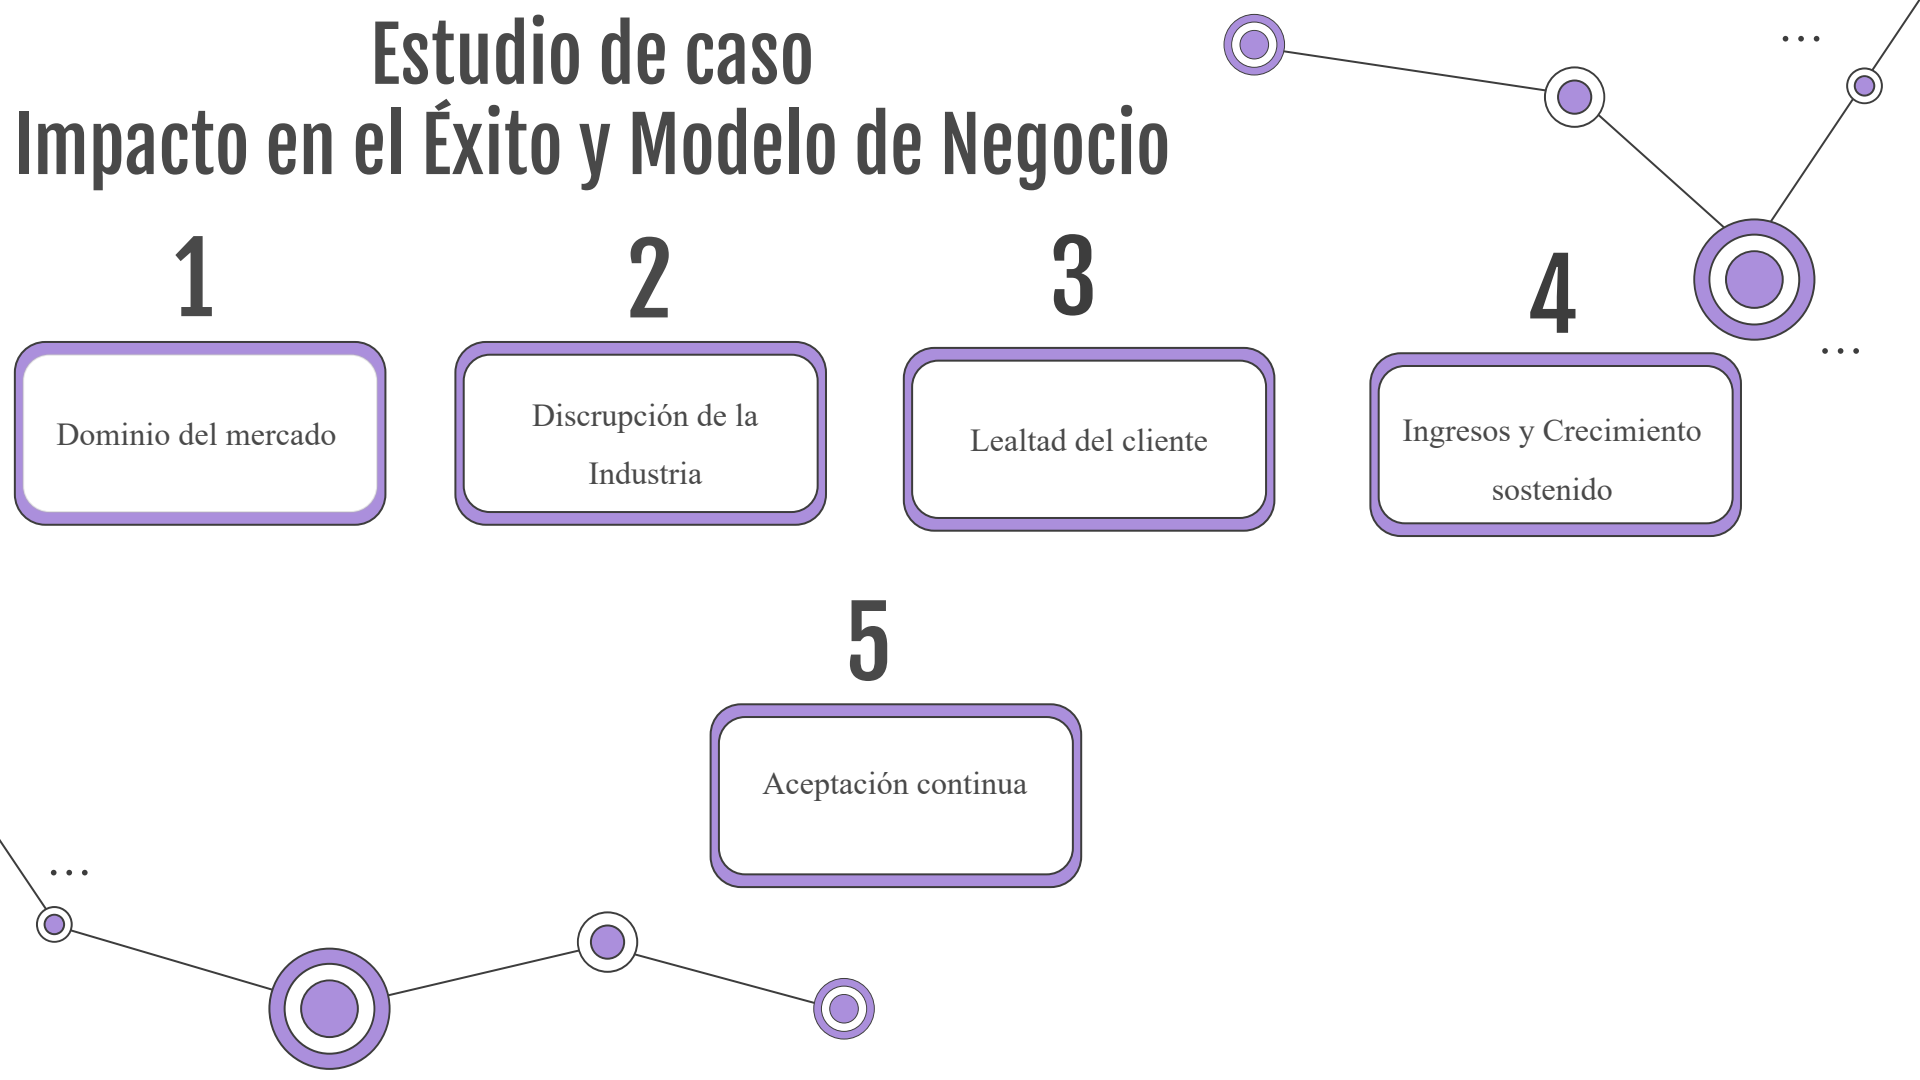 Estudio de caso
Impacto en el Éxito y Modelo de Negocio
1
Dominio del mercado
2
Discrupción de la
Industria
3
Lealtad del cliente
4
Ingresos y Crecimiento
sostenido
5
Aceptación continua